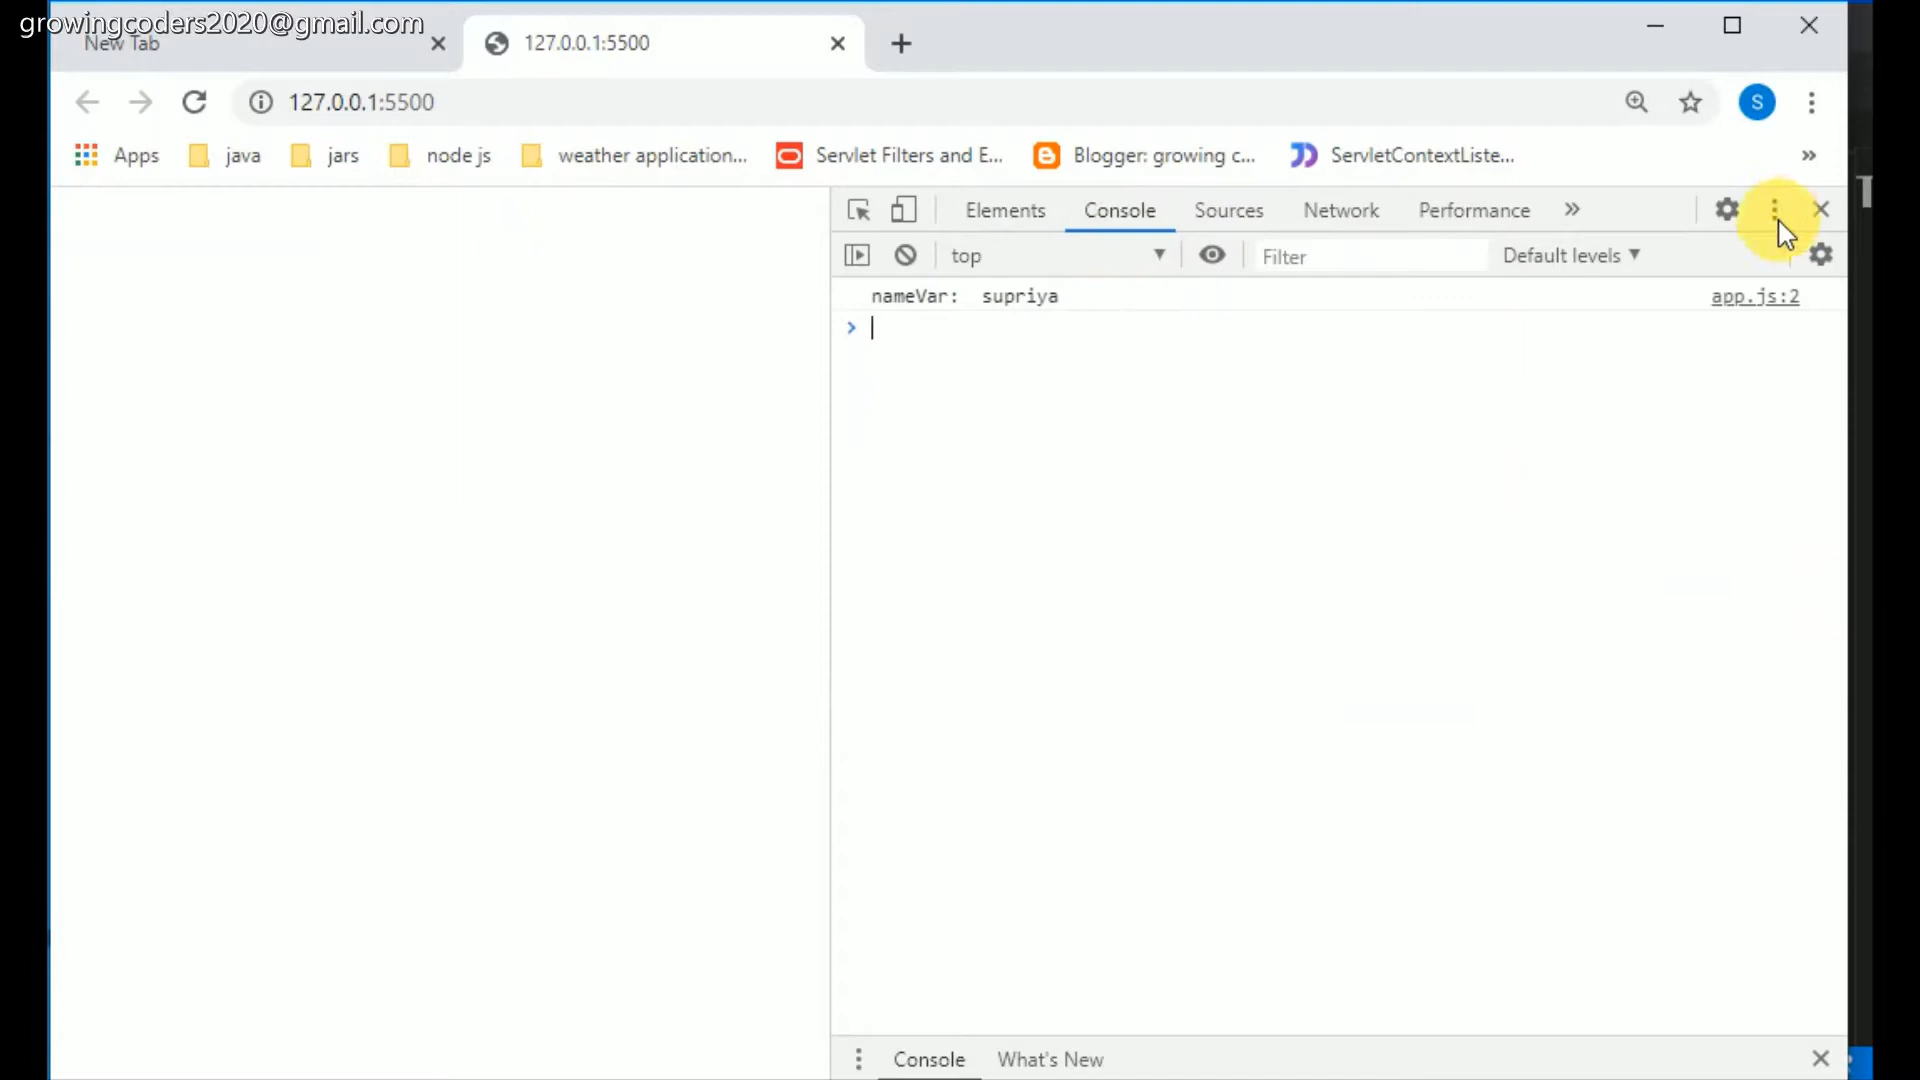 growingcoders2020@gmail.com
New Tab
127.0.0.1:5500
127.0.0.1:5500
S
Apps
java
jars
node js
weather application...
Servlet Filters and E...
Blogger: growing c...
ServletContextListe...
Elements
Console
Sources
Network
Performance
top
Filter
Default levels
nameVar: supriya
app.js:2
Console
What's New